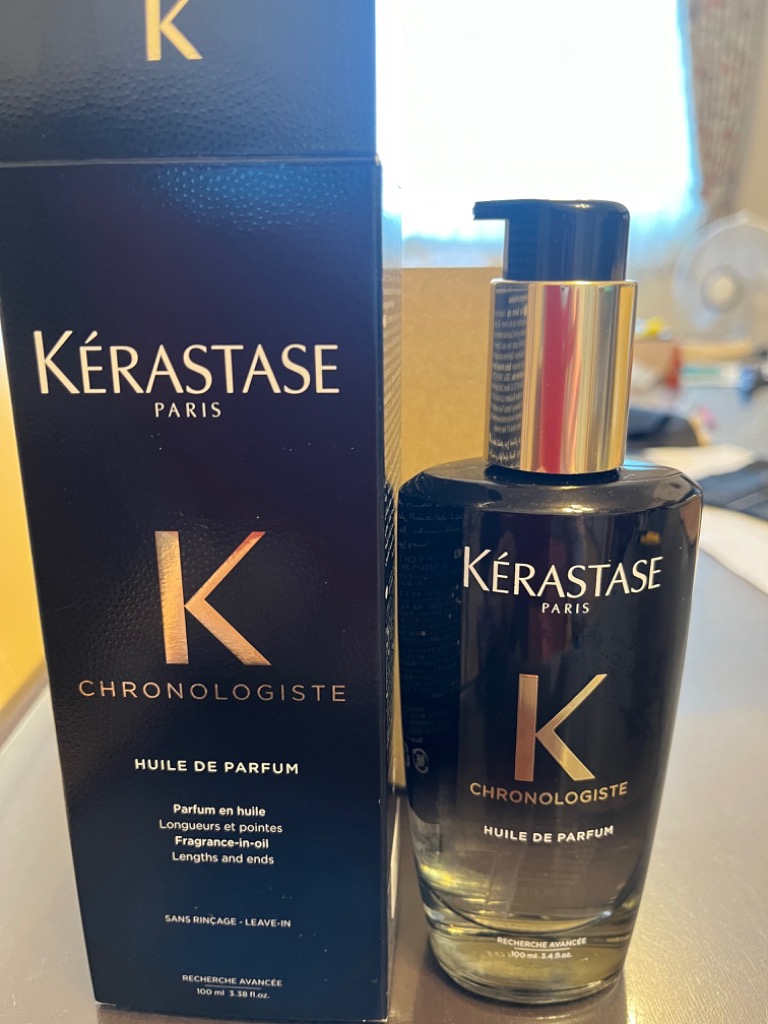 K
KÉRASTASE
PARIS
K
CHRONOLOGISTE
HUILE DE PARFUM
Parfum en huile
Longueurs et pointes
Fragrance-in-oil
Lengths and ends
SANS RINÇAGE - LEAVE-IN
RECHERCHE AVANCÉE
100 ml 3.38 fl.oz.
KÉRASTASE
PARIS
K
CHRONOLOGISTE
HUILE DE PARFUM
RECHERCHE AVANCÉE
100 ml 3.4 fl.oz.